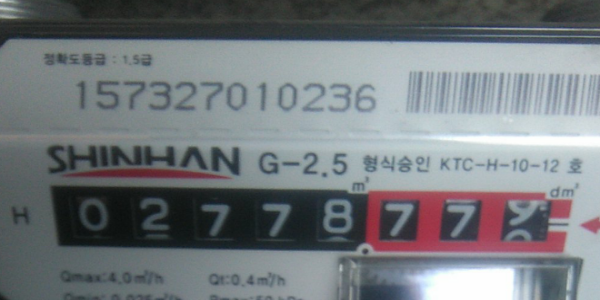 정확도등급 : 1.5급
157327010236
SHINHAN G-2.5 형식승인 KTC-H-10-12 호
m³ dm³
H 0 2 7 7 8 7 7 9
Qmax:4.0㎥/h Qt:0.4㎥/h